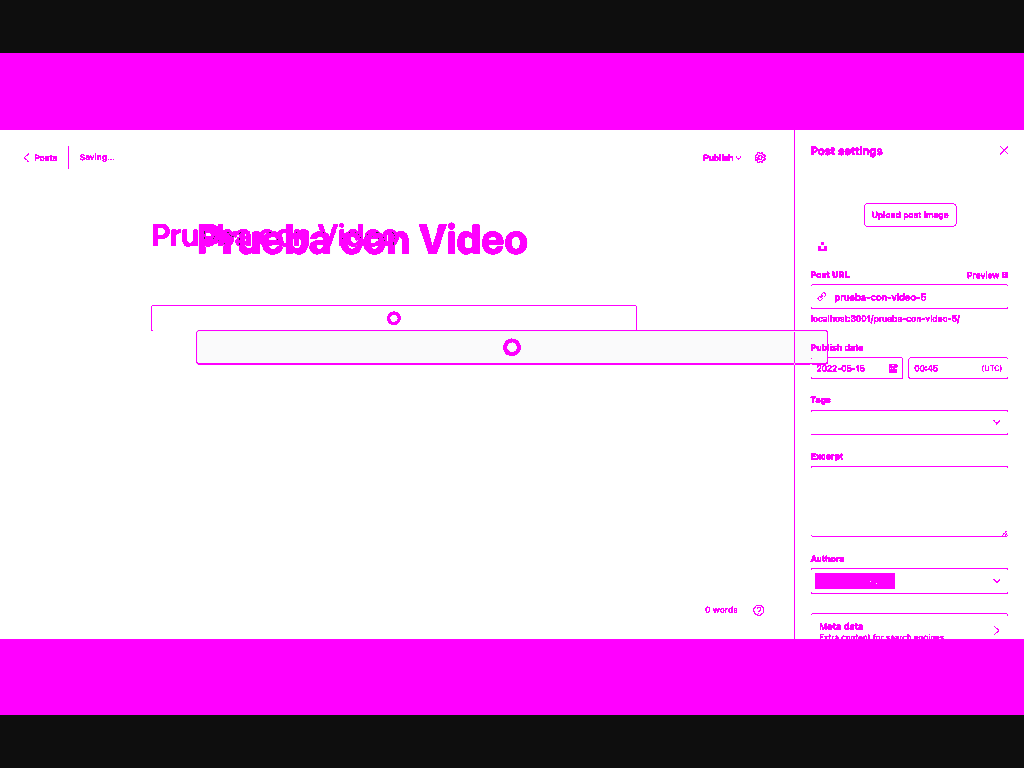 Posts
Saving...
Publish
Prueba con Video
Prueba con Video
0 words
Post settings
Upload post image
Post URL
Preview
prueba-con-video-5
localhost:3001/prueba-con-video-5/
Publish date
2022-05-15
00:45
(UTC)
Tags
Excerpt
Authors
Meta data
Extra content for search engines